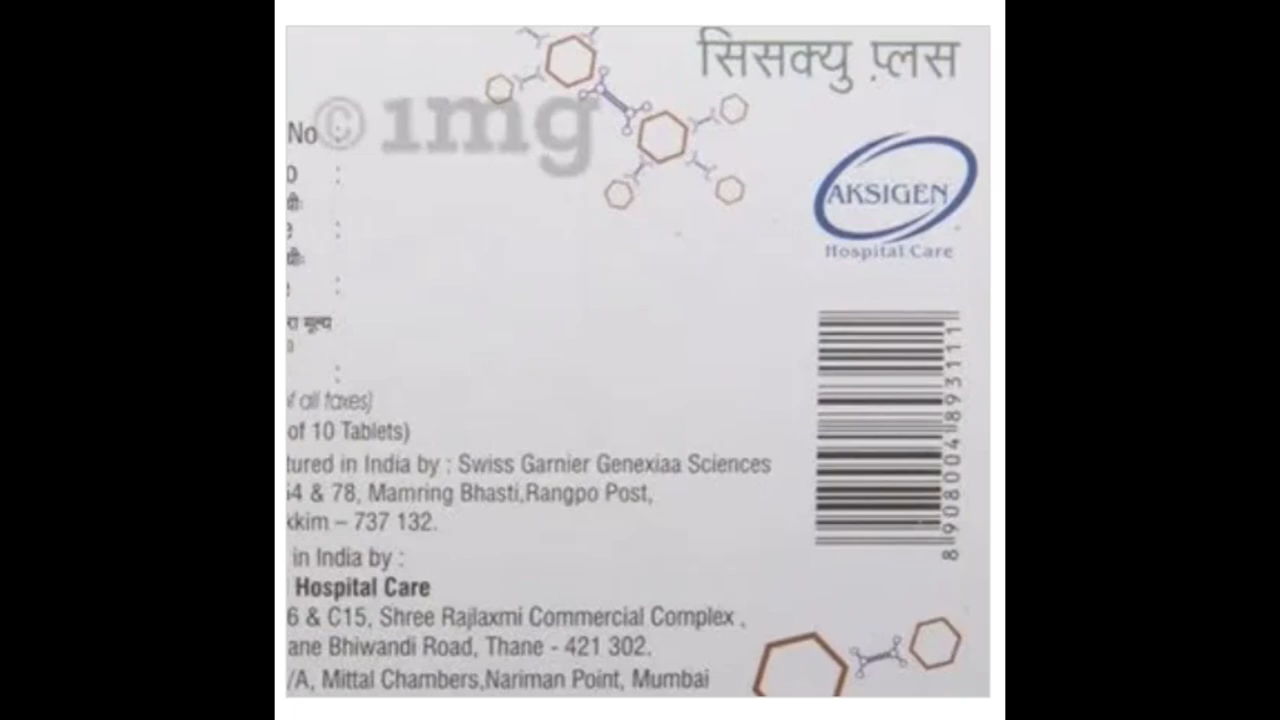 सिसक्यु प्लस
© 1mg
No :
:
AKSIGEN
Hospital Care
:
:
मूल्य
:
of all taxes)
of 10 Tablets)
tured in India by : Swiss Garnier Genexiaa Sciences
54 & 78, Mamring Bhasti,Rangpo Post,
kkim – 737 132.
in India by :
Hospital Care
6 & C15, Shree Rajlaxmi Commercial Complex ,
ane Bhiwandi Road, Thane - 421 302.
/A, Mittal Chambers,Nariman Point, Mumbai
8908004893111